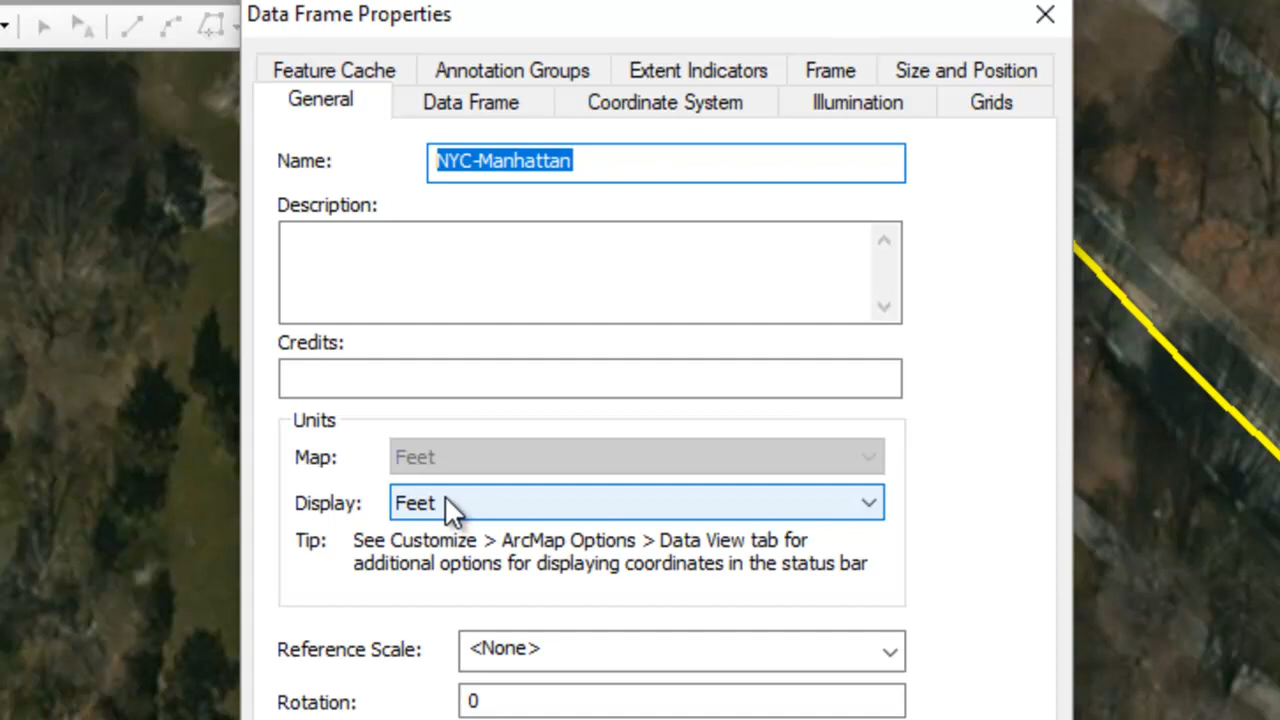 Data Frame Properties
Feature Cache Annotation Groups Extent Indicators Frame Size and Position
General Data Frame Coordinate System Illumination Grids
Name: NYC-Manhattan
Description:
Credits:
Units
Map: Feet
Display: Feet
Tip: See Customize > ArcMap Options > Data View tab for
additional options for displaying coordinates in the status bar
Reference Scale: <None>
Rotation: 0